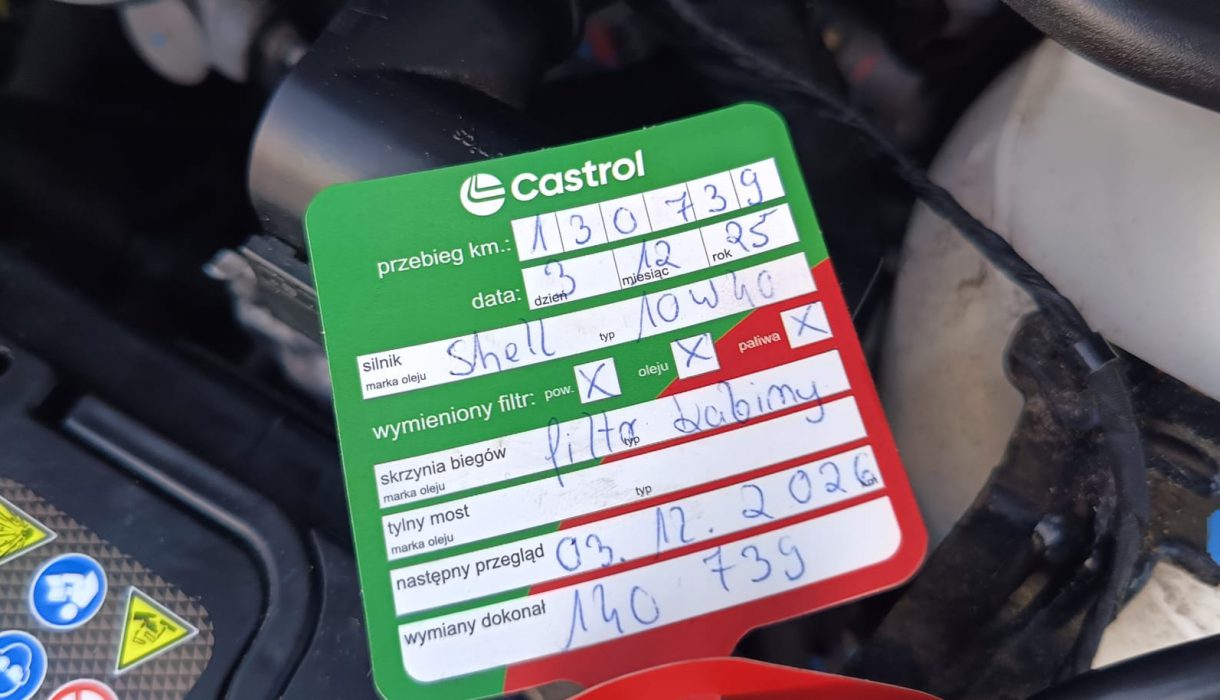 Castrol
przebieg km.: 130739
data: 3 dzień 12 miesiąc 25 rok
silnik
marka oleju Shell typ 10w40
wymieniony filtr: pow. X oleju X paliwa X
skrzynia biegów
marka oleju filtr typ kabiny
tylny most
marka oleju typ
następny przegląd 03. 12. 2026
wymiany dokonał 140 739